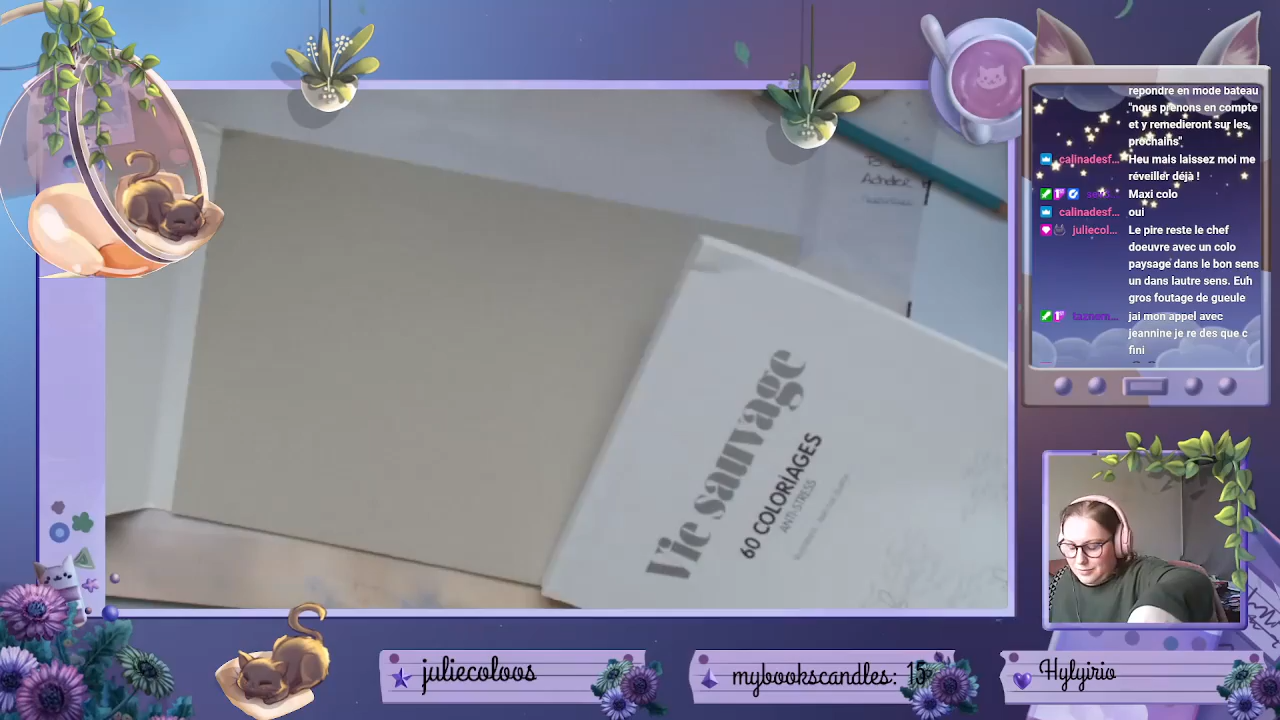 repondre en mode bateau
"nous prenons en compte
et y remedieront sur les
prochains"
calinadesf... Heu mais laissez moi me
réveiller déjà !
Maxi colo
calinadesf... oui
juliecol... Le pire reste le chef
doeuvre avec un colo
paysage dans le bon sens
un dans lautre sens. Euh
gros foutage de gueule
taznem... jai mon appel avec
jeannine je re des que c
fini
Acheter
Vie sauvage
60 COLORIAGES
ANTI-STRESS
juliecoloos
mybookscandles: 15
Hylyirio